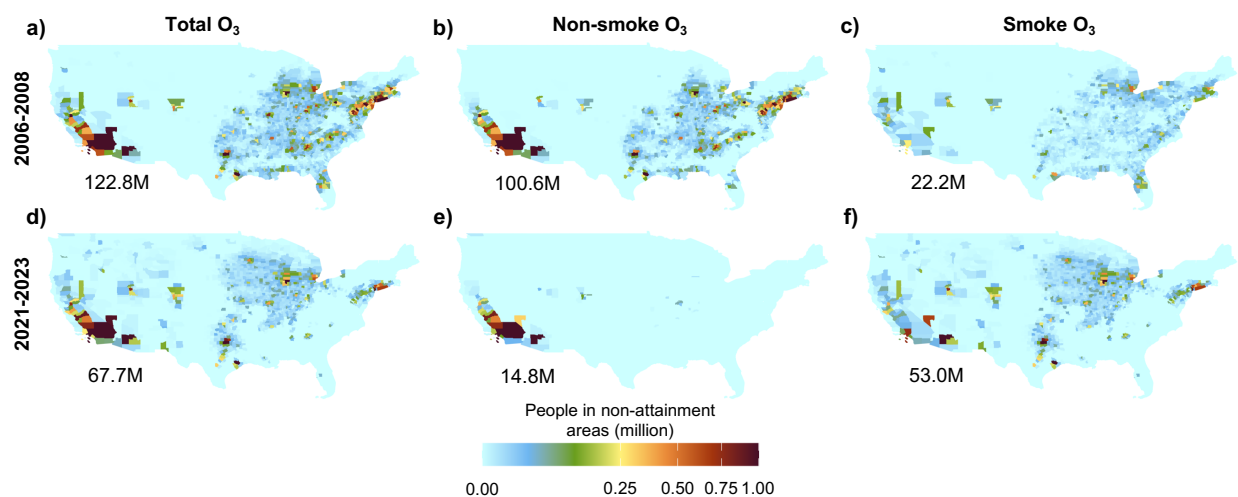 a) Total O₃
b) Non-smoke O₃
c) Smoke O₃
2006-2008
122.8M
100.6M
22.2M
d)
e)
f)
2021-2023
67.7M
14.8M
53.0M
People in non-attainment
areas (million)
0.00 0.25 0.50 0.75 1.00